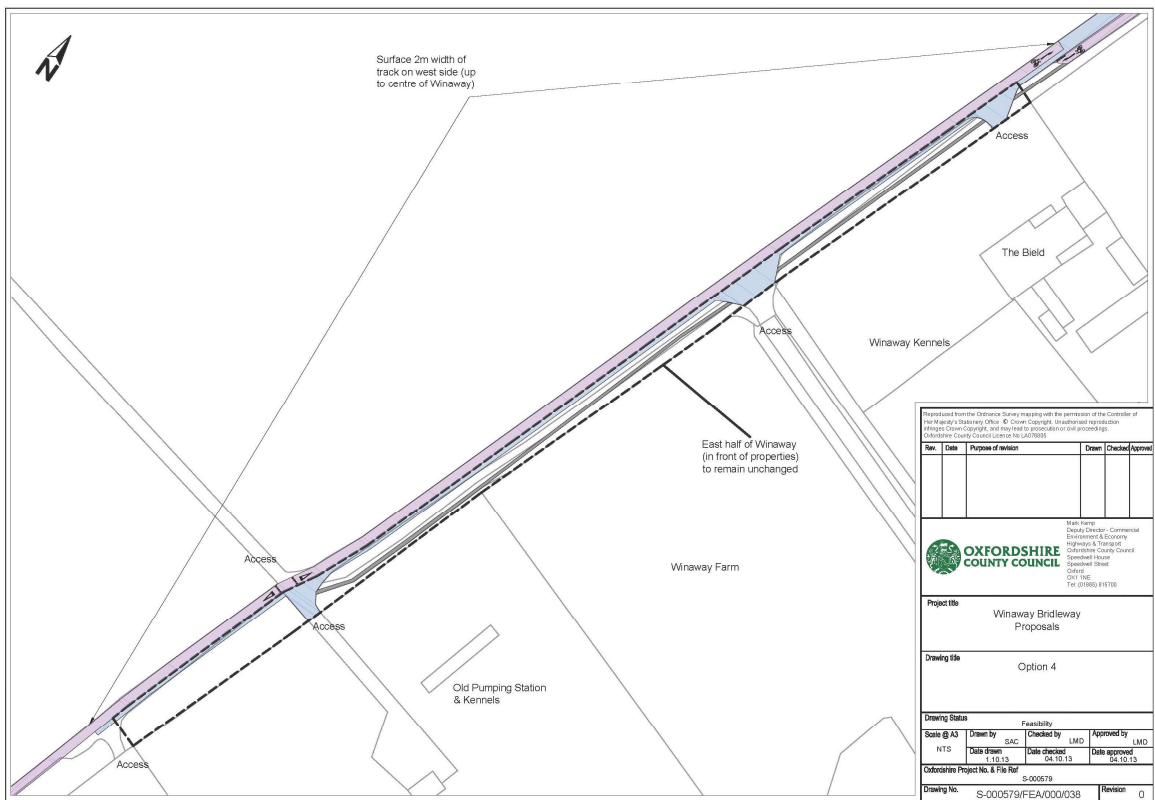 N
Surface 2m width of
track on west side (up
to centre of Winaway)
Access
The Bield
Access
Winaway Kennels
East half of Winaway
(in front of properties)
to remain unchanged
Access
Winaway Farm
Access
Old Pumping Station
& Kennels
Access
Reproduced from the Ordnance Survey mapping with the permission of the Controller of
Her Majesty's Stationery Office © Crown Copyright. Unauthorised reproduction
infringes Crown Copyright, and may lead to prosecution or civil proceedings.
Oxfordshire County Council Licence No LA076805
Rev. Date Purpose of revision Drawn Checked Approved
OXFORDSHIRE
COUNTY COUNCIL
Mark Kemp
Deputy Director - Commercial
Environment & Economy
Highways & Transport
Oxfordshire County Council
Speedwell House
Speedwell Street
Oxford
OX1 1NE
Tel: (01865) 815700
Project title
Winaway Bridleway
Proposals
Drawing title
Option 4
Drawing Status
Feasibility
Scale @ A3 Drawn by Checked by Approved by
NTS SAC LMD LMD
Date drawn Date checked Date approved
1.10.13 04.10.13 04.10.13
Oxfordshire Project No. & File Ref
S-000579
Drawing No. Revision
S-000579/FEA/000/038 0